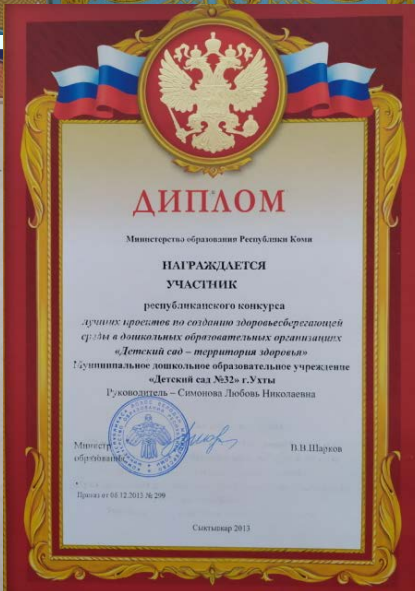 ДИПЛОМ
Министерство образования Республики Коми
НАГРАЖДАЕТСЯ
УЧАСТНИК
республиканского конкурса
лучших проектов по созданию здоровьесберегающей
среды в дошкольных образовательных организациях
«Детский сад – территория здоровья»
Муниципальное дошкольное образовательное учреждение
«Детский сад №32» г.Ухты
Руководитель – Симонова Любовь Николаевна
Министр В.В.Шарков
образования
Приказ от 03.12.2013 № 299
Сыктывкар 2013